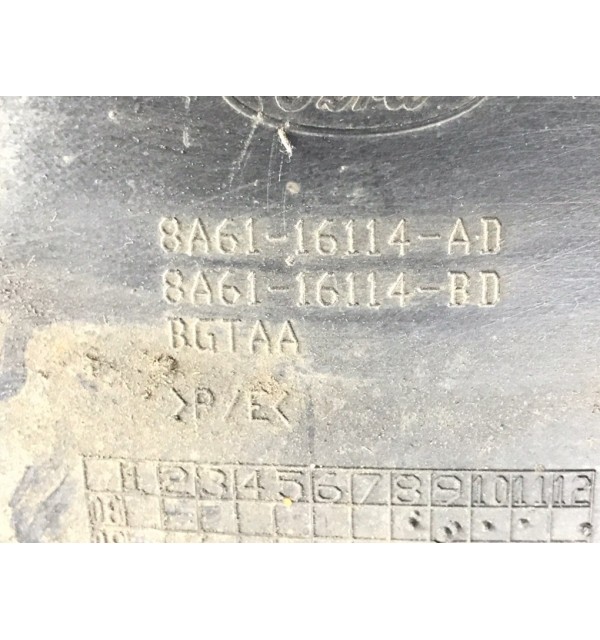 8A61-16114-AD
8A61-16114-BD
BGTAA
>P/E<
1 2 3 4 5 6 7 8 9 10 11 12
08